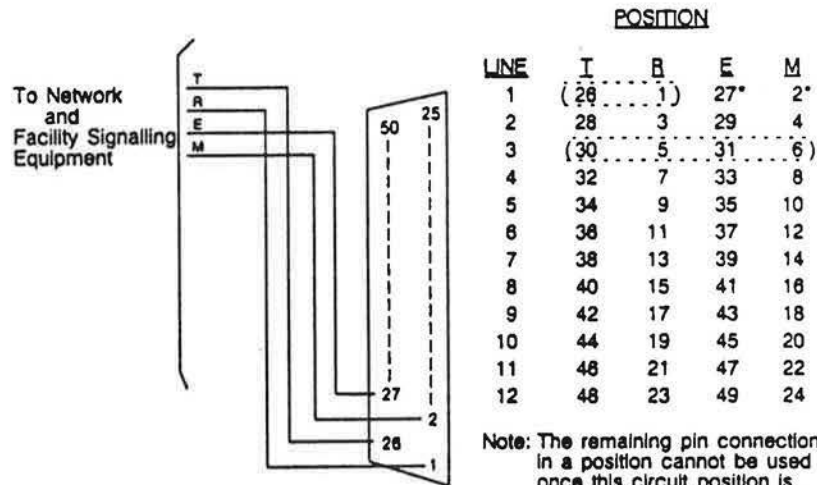 POSITION
LINE T R E M
1 (26 1) 27* 2*
2 28 3 29 4
3 (30 5 31 6)
4 32 7 33 8
5 34 9 35 10
6 36 11 37 12
7 38 13 39 14
8 40 15 41 16
9 42 17 43 18
10 44 19 45 20
11 46 21 47 22
12 48 23 49 24
Note: The remaining pin connection
in a position cannot be used
once this circuit position is
To Network
and
Facility Signalling
Equipment
T
R
E
M
50 25
27
2
26
1